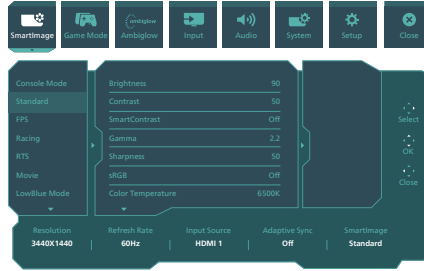 ambiglow
SmartImage Game Mode Ambiglow Input Audio System Setup Close
Console Mode
Standard
FPS
Racing
RTS
Movie
LowBlue Mode
Brightness 90
Contrast 50
SmartContrast Off
Gamma 2.2
Sharpness 50
sRGB Off
Color Temperature 6500K
Select
OK
Close
Resolution Refresh Rate Input Source Adaptive Sync SmartImage
3440X1440 | 60Hz | HDMI 1 | Off | Standard